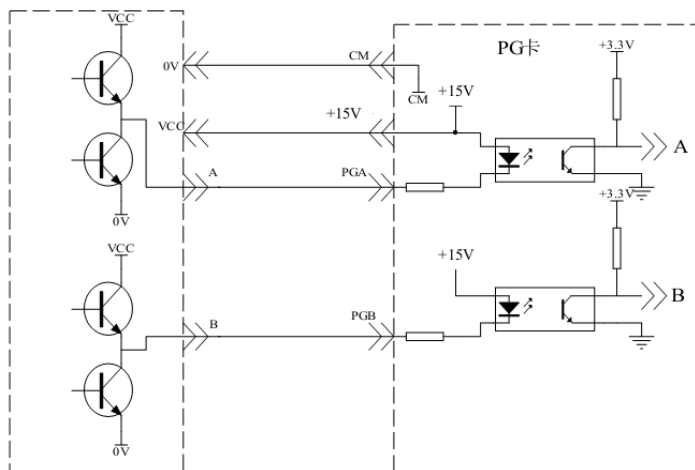 VCC
0V
CM
PG卡
+3.3V
VCC
+15V
CM
+15V
A
A
PGA
0V
+3.3V
VCC
+15V
B
B
PGB
0V